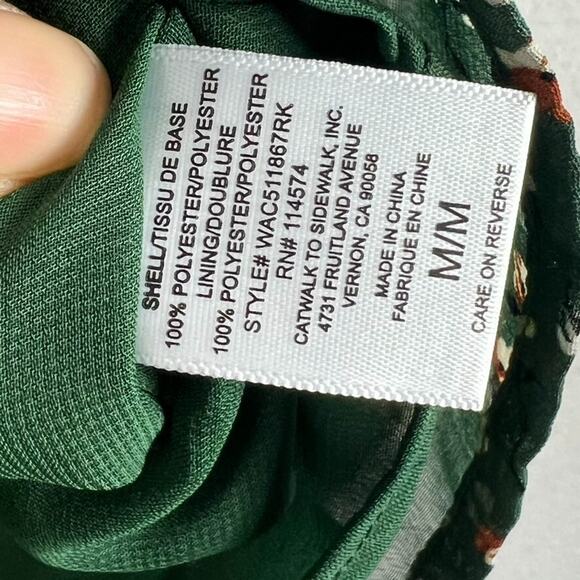 SHELL/TISSU DE BASE
100% POLYESTER/POLYESTER
LINING/DOUBLURE
100% POLYESTER/POLYESTER
STYLE# WAC511867RK
RN# 114574
CATWALK TO SIDEWALK, INC.
4731 FRUITLAND AVENUE
VERNON, CA 90058
MADE IN CHINA
FABRIQUE EN CHINE
M/M
CARE ON REVERSE